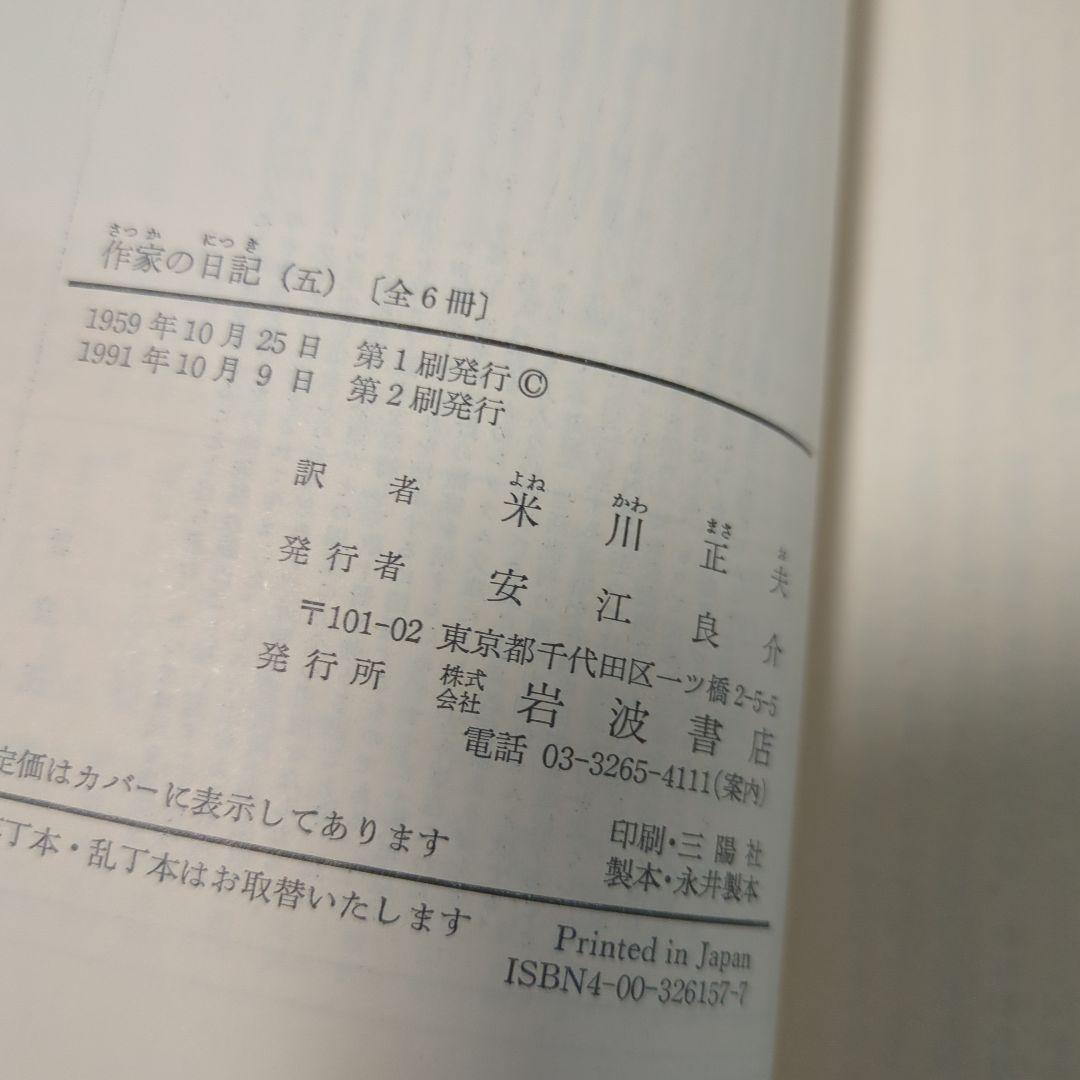 さつか につき
作家の日記（五）〔全6冊〕
1959年10月25日 第1刷発行©
1991年10月9日 第2刷発行
よね かわ まさ お
訳者 米川正夫
発行者 安江良介
〒101-02 東京都千代田区一ツ橋2-5-5
発行所 株式会社 岩波書店
電話 03-3265-4111(案内)
定価はカバーに表示してあります
印刷・三陽社
製本・永井製本
丁本・乱丁本はお取替いたします
Printed in Japan
ISBN4-00-326157-7